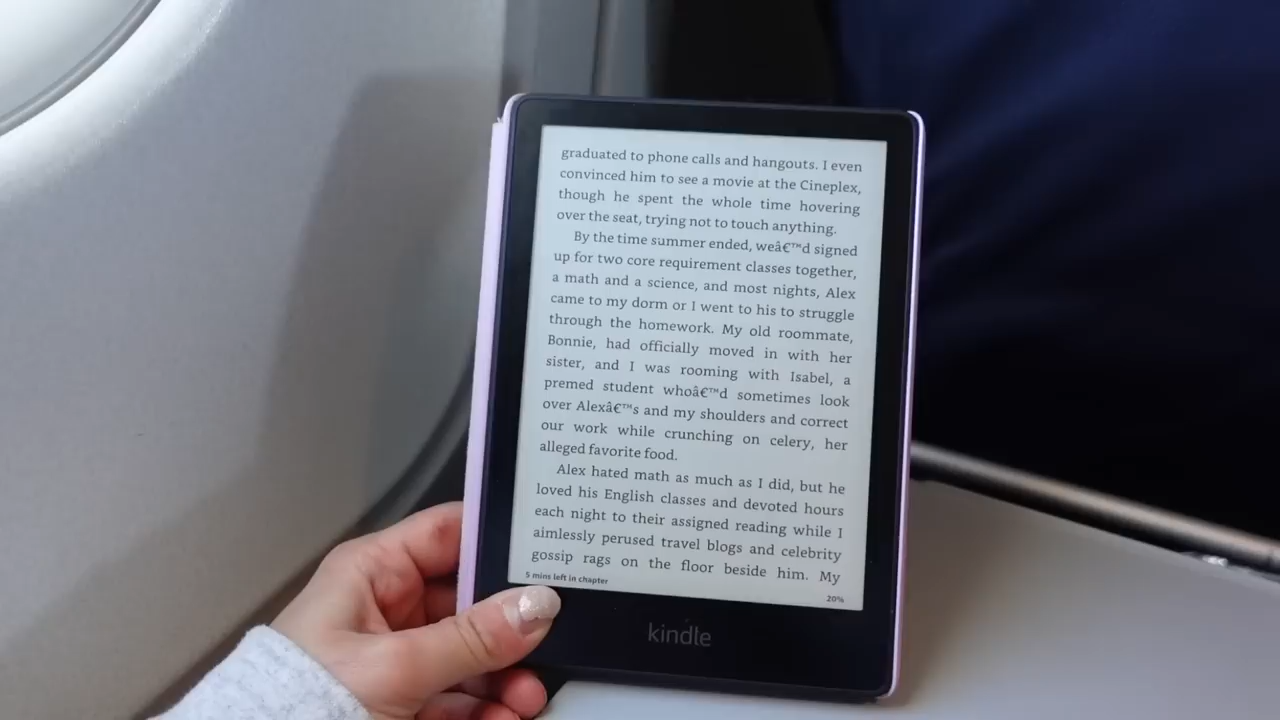 graduated to phone calls and hangouts. I even
convinced him to see a movie at the Cineplex,
though he spent the whole time hovering
over the seat, trying not to touch anything.
By the time summer ended, weâ€™d signed
up for two core requirement classes together,
a math and a science, and most nights, Alex
came to my dorm or I went to his to struggle
through the homework. My old roommate,
Bonnie, had officially moved in with her
sister, and I was rooming with Isabel, a
premed student whoâ€™d sometimes look
over Alexâ€™s and my shoulders and correct
our work while crunching on celery, her
alleged favorite food.
Alex hated math as much as I did, but he
loved his English classes and devoted hours
each night to their assigned reading while I
aimlessly perused travel blogs and celebrity
gossip rags on the floor beside him. My
5 mins left in chapter
20%
kindle